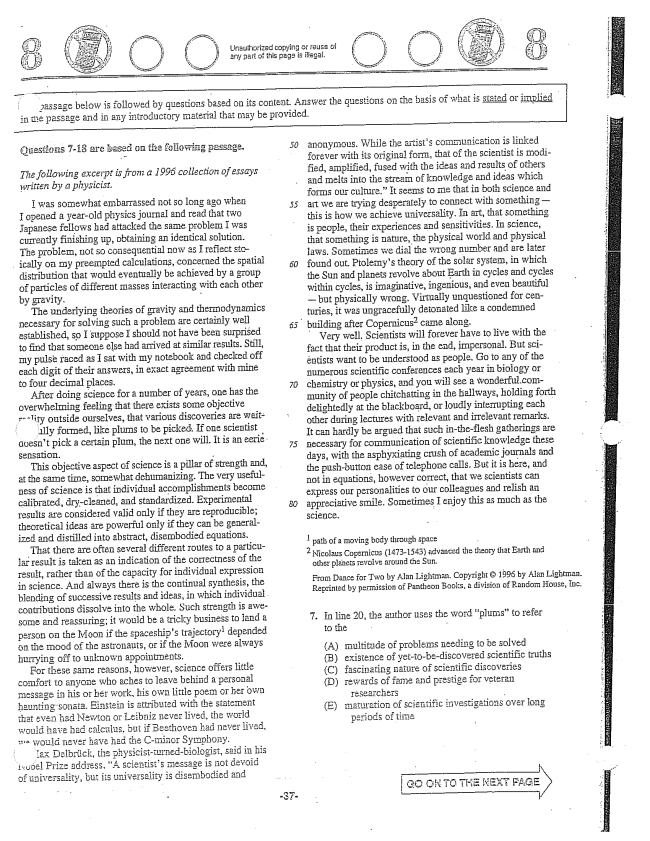 8
Unauthorized copying or reuse of
any part of this page is illegal.
8
passage below is followed by questions based on its content. Answer the questions on the basis of what is stated or implied
in the passage and in any introductory material that may be provided.
Questions 7-18 are based on the following passage.
The following excerpt is from a 1996 collection of essays
written by a physicist.
I was somewhat embarrassed not so long ago when
I opened a year-old physics journal and read that two
Japanese fellows had attacked the same problem I was
currently finishing up, obtaining an identical solution.
The problem, not so consequential now as I reflect sto-
ically on my preempted calculations, concerned the spatial
distribution that would eventually be achieved by a group
of particles of different masses interacting with each other
by gravity.
The underlying theories of gravity and thermodynamics
necessary for solving such a problem are certainly well
established, so I suppose I should not have been surprised
to find that someone else had arrived at similar results. Still,
my pulse raced as I sat with my notebook and checked off
each digit of their answers, in exact agreement with mine
to four decimal places.
After doing science for a number of years, one has the
overwhelming feeling that there exists some objective
ality outside ourselves, that various discoveries are wait-
ully formed, like plums to be picked. If one scientist
doesn't pick a certain plum, the next one will. It is an eerie
sensation.
This objective aspect of science is a pillar of strength and,
at the same time, somewhat dehumanizing. The very useful-
ness of science is that individual accomplishments become
calibrated, dry-cleaned, and standardized. Experimental
results are considered valid only if they are reproducible;
theoretical ideas are powerful only if they can be general-
ized and distilled into abstract, disembodied equations.
That there are often several different routes to a particu-
lar result is taken as an indication of the correctness of the
result, rather than of the capacity for individual expression
in science. And always there is the continual synthesis, the
blending of successive results and ideas, in which individual
contributions dissolve into the whole. Such strength is awe-
some and reassuring; it would be a tricky business to land a
person on the Moon if the spaceship's trajectory1 depended
on the mood of the astronauts, or if the Moon were always
hurrying off to unknown appointments.
For these same reasons, however, science offers little
comfort to anyone who aches to leave behind a personal
message in his or her work, his own little poem or her own
haunting sonata. Einstein is attributed with the statement
that even had Newton or Leibniz never lived, the world
would have had calculus, but if Beethoven had never lived,
we would never have had the C-minor Symphony.
Max Delbrück, the physicist-turned-biologist, said in his
Nobel Prize address, "A scientist's message is not devoid
of universality, but its universality is disembodied and
50 anonymous. While the artist's communication is linked
forever with its original form, that of the scientist is modi-
fied, amplified, fused with the ideas and results of others
and melts into the stream of knowledge and ideas which
forms our culture." It seems to me that in both science and
55 art we are trying desperately to connect with something—
this is how we achieve universality. In art, that something
is people, their experiences and sensitivities. In science,
that something is nature, the physical world and physical
laws. Sometimes we dial the wrong number and are later
60 found out. Ptolemy's theory of the solar system, in which
the Sun and planets revolve about Earth in cycles and cycles
within cycles, is imaginative, ingenious, and even beautiful
—but physically wrong. Virtually unquestioned for cen-
turies, it was ungracefully detonated like a condemned
65 building after Copernicus2 came along.
Very well. Scientists will forever have to live with the
fact that their product is, in the end, impersonal. But sci-
entists want to be understood as people. Go to any of the
numerous scientific conferences each year in biology or
70 chemistry or physics, and you will see a wonderful com-
munity of people chitchatting in the hallways, holding forth
delightedly at the blackboard, or loudly interrupting each
other during lectures with relevant and irrelevant remarks.
It can hardly be argued that such in-the-flesh gatherings are
75 necessary for communication of scientific knowledge these
days, with the asphyxiating crush of academic journals and
the push-button ease of telephone calls. But it is here, and
not in equations, however correct, that we scientists can
express our personalities to our colleagues and relish an
80 appreciative smile. Sometimes I enjoy this as much as the
science.
1 path of a moving body through space
2 Nicolaus Copernicus (1473-1543) advanced the theory that Earth and
other planets revolve around the Sun.
From Dance for Two by Alan Lightman. Copyright © 1996 by Alan Lightman.
Reprinted by permission of Pantheon Books, a division of Random House, Inc.
7. In line 20, the author uses the word "plums" to refer
to the
(A) multitude of problems needing to be solved
(B) existence of yet-to-be-discovered scientific truths
(C) fascinating nature of scientific discoveries
(D) rewards of fame and prestige for veteran
researchers
(E) maturation of scientific investigations over long
periods of time
GO ON TO THE NEXT PAGE
-37-